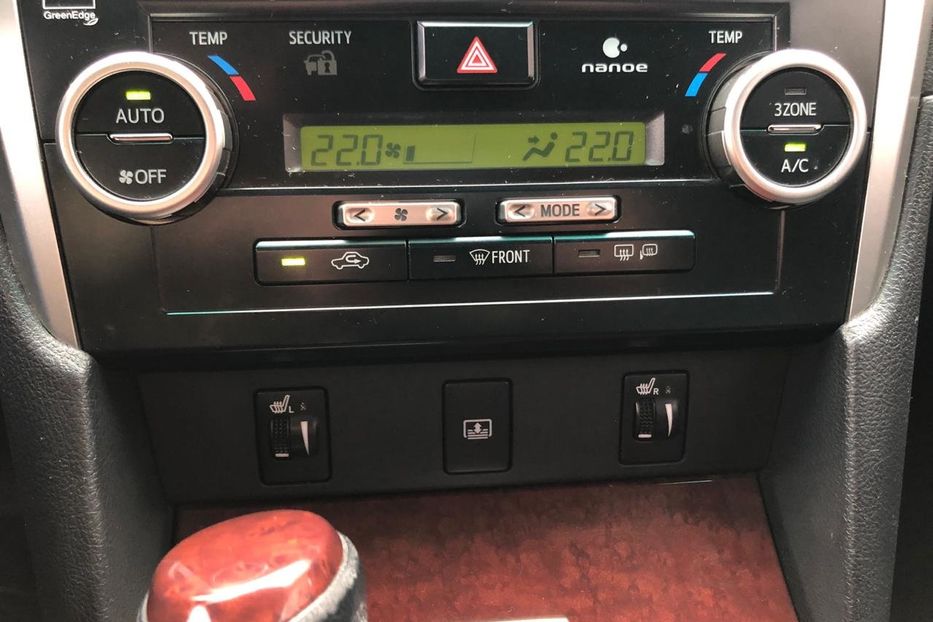 GreenEdge
TEMP
SECURITY
nanoe
TEMP
AUTO
OFF
22.0
22.0
3ZONE
A/C
< >
< MODE >
FRONT
L
R